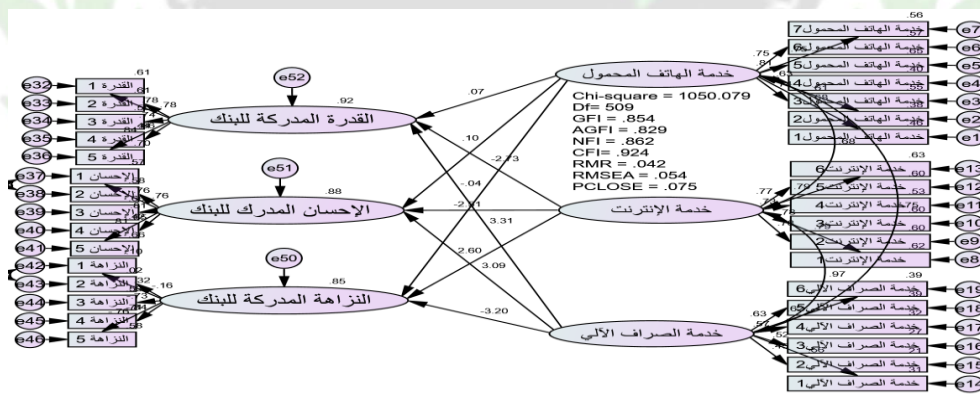 خدمة الهاتف المحمول7
خدمة الهاتف المحمول6
خدمة الهاتف المحمول5
خدمة الهاتف المحمول4
خدمة الهاتف المحمول3
خدمة الهاتف المحمول2
خدمة الهاتف المحمول1
e7
e6
e5
e4
e3
e2
e1
.56
.75
خدمة الهاتف المحمول
Chi-square = 1050.079
Df= 509
GFI = .854
AGFI = .829
NFI = .862
CFI= .924
RMR = .042
RMSEA = .054
PCLOSE = .075
خدمة الإنترنت6
خدمة الإنترنت5
خدمة الإنترنت4
خدمة الإنترنت3
خدمة الإنترنت2
خدمة الإنترنت1
e13
e12
e11
e10
e9
e8
.63
.60
.53
.60
.60
.62
.77
خدمة الإنترنت
خدمة الصراف الآلي6
خدمة الصراف الآلي5
خدمة الصراف الآلي4
خدمة الصراف الآلي3
خدمة الصراف الآلي2
خدمة الصراف الآلي1
e19
e18
e17
e16
e15
e14
.97
.39
.63
.68
خدمة الصراف الآلي
e52
.92
القدرة المدركة للبنك
e51
.88
الإحسان المدرك للبنك
e50
.85
النزاهة المدركة للبنك
.07
.10
-2.73
-.04
3.31
2.60
3.09
-3.20
القدرة 1
القدرة 2
القدرة 3
القدرة 4
القدرة 5
e32
e33
e34
e35
e36
.61
.78
.70
الإحسان 1
الإحسان 2
الإحسان 3
الإحسان 4
الإحسان 5
e37
e38
e39
e40
e41
.76
.76
النزاهة 1
النزاهة 2
النزاهة 3
النزاهة 4
النزاهة 5
e42
e43
e44
e45
e46
-.16
.58